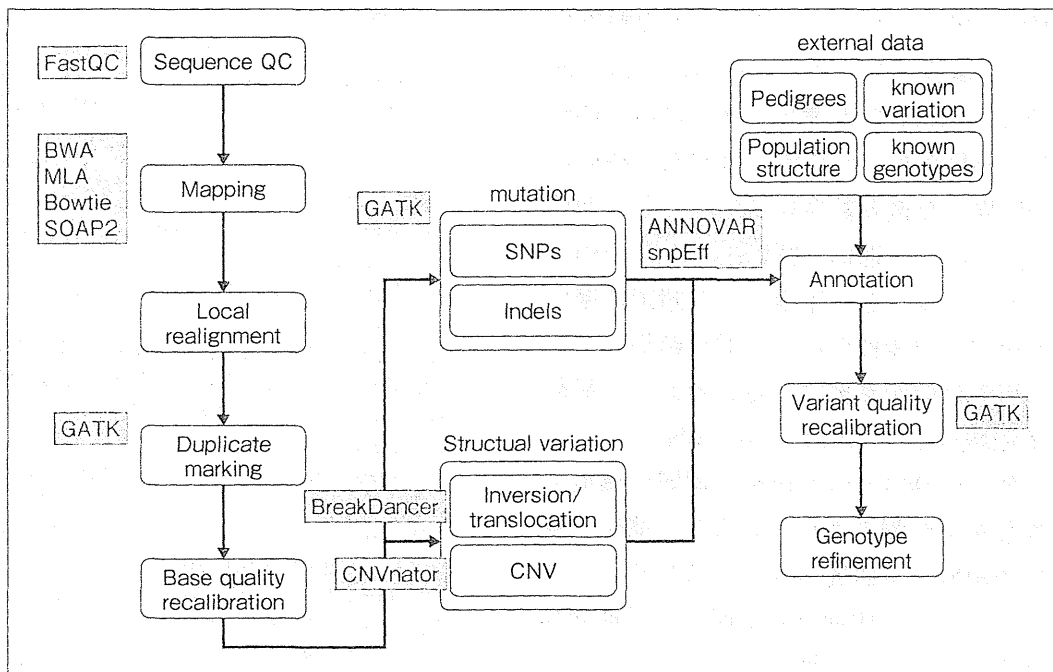 FastQC
Sequence QC
BWA
MLA
Bowtie
SOAP2
Mapping
Local
realignment
GATK
Duplicate
marking
Base quality
recalibration
GATK
mutation
SNPs
Indels
Structual variation
BreakDancer
Inversion/
translocation
CNVnator
CNV
ANNOVAR
snpEff
external data
Pedigrees
known
variation
Population
structure
known
genotypes
Annotation
Variant quality
recalibration
GATK
Genotype
refinement